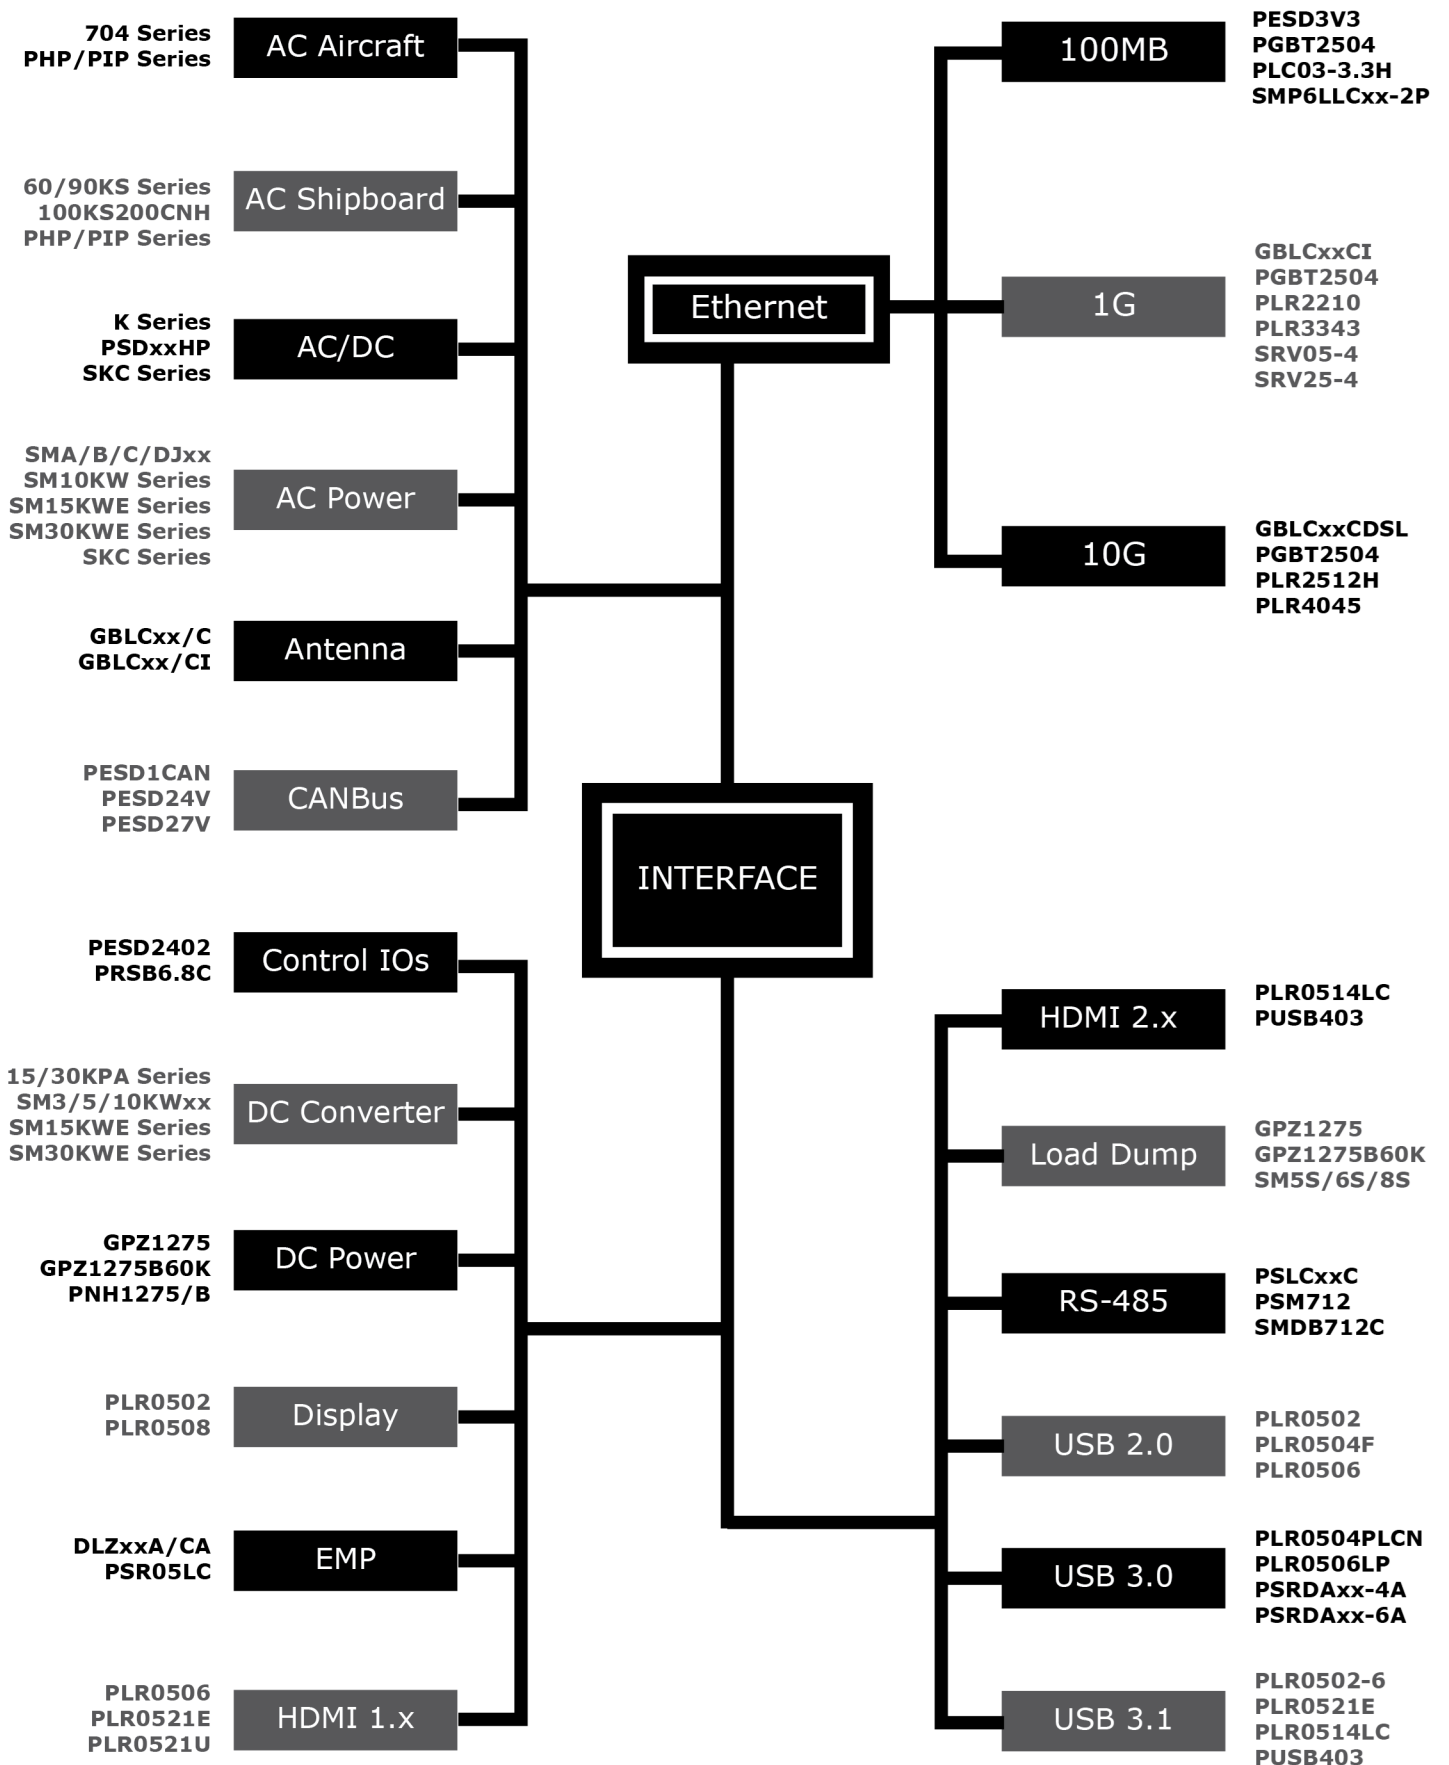 704 Series
PHP/PIP Series
AC Aircraft
60/90KS Series
100KS200CNH
PHP/PIP Series
AC Shipboard
K Series
PSDxxHP
SKC Series
AC/DC
SMA/B/C/DJxx
SM10KW Series
SM15KWE Series
SM30KWE Series
SKC Series
AC Power
GBLCxx/C
GBLCxx/CI
Antenna
PESD1CAN
PESD24V
PESD27V
CANBus
Ethernet
100MB
PESD3V3
PGBT2504
PLC03-3.3H
SMP6LLCxx-2P
1G
GBLCxxCI
PGBT2504
PLR2210
PLR3343
SRV05-4
SRV25-4
10G
GBLCxxCDSL
PGBT2504
PLR2512H
PLR4045
INTERFACE
PESD2402
PRSB6.8C
Control IOs
15/30KPA Series
SM3/5/10KWxx
SM15KWE Series
SM30KWE Series
DC Converter
GPZ1275
GPZ1275B60K
PNH1275/B
DC Power
PLR0502
PLR0508
Display
DLZxxA/CA
PSR05LC
EMP
PLR0506
PLR0521E
PLR0521U
HDMI 1.x
HDMI 2.x
PLR0514LC
PUSB403
Load Dump
GPZ1275
GPZ1275B60K
SM5S/6S/8S
RS-485
PSLCxxC
PSM712
SMDB712C
USB 2.0
PLR0502
PLR0504F
PLR0506
USB 3.0
PLR0504PLCN
PLR0506LP
PSRDAxx-4A
PSRDAxx-6A
USB 3.1
PLR0502-6
PLR0521E
PLR0514LC
PUSB403